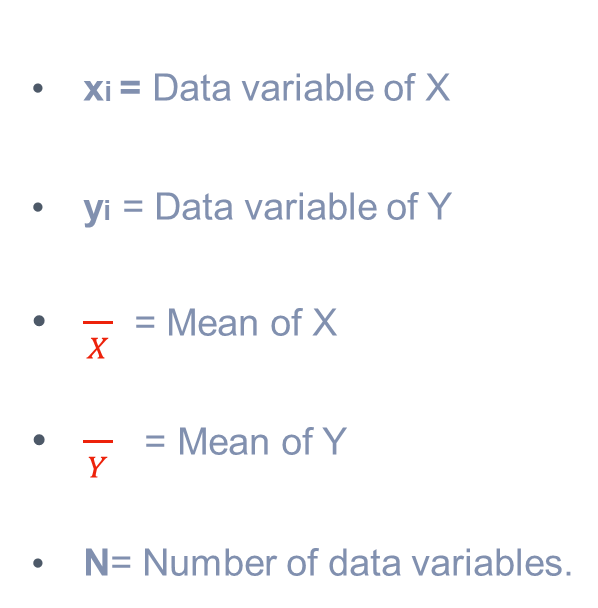 • xi = Data variable of X
• yi = Data variable of Y
• X̅ = Mean of X
• Y̅ = Mean of Y
• N= Number of data variables.